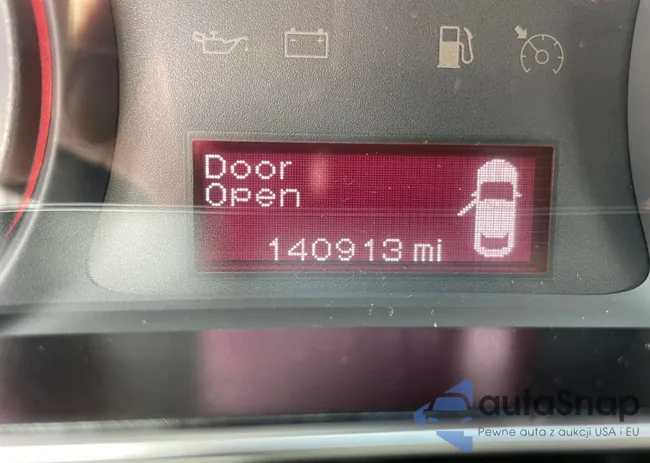 Door
Open
140913 mi
autaSnap
Pewne auta z aukcji USA i EU